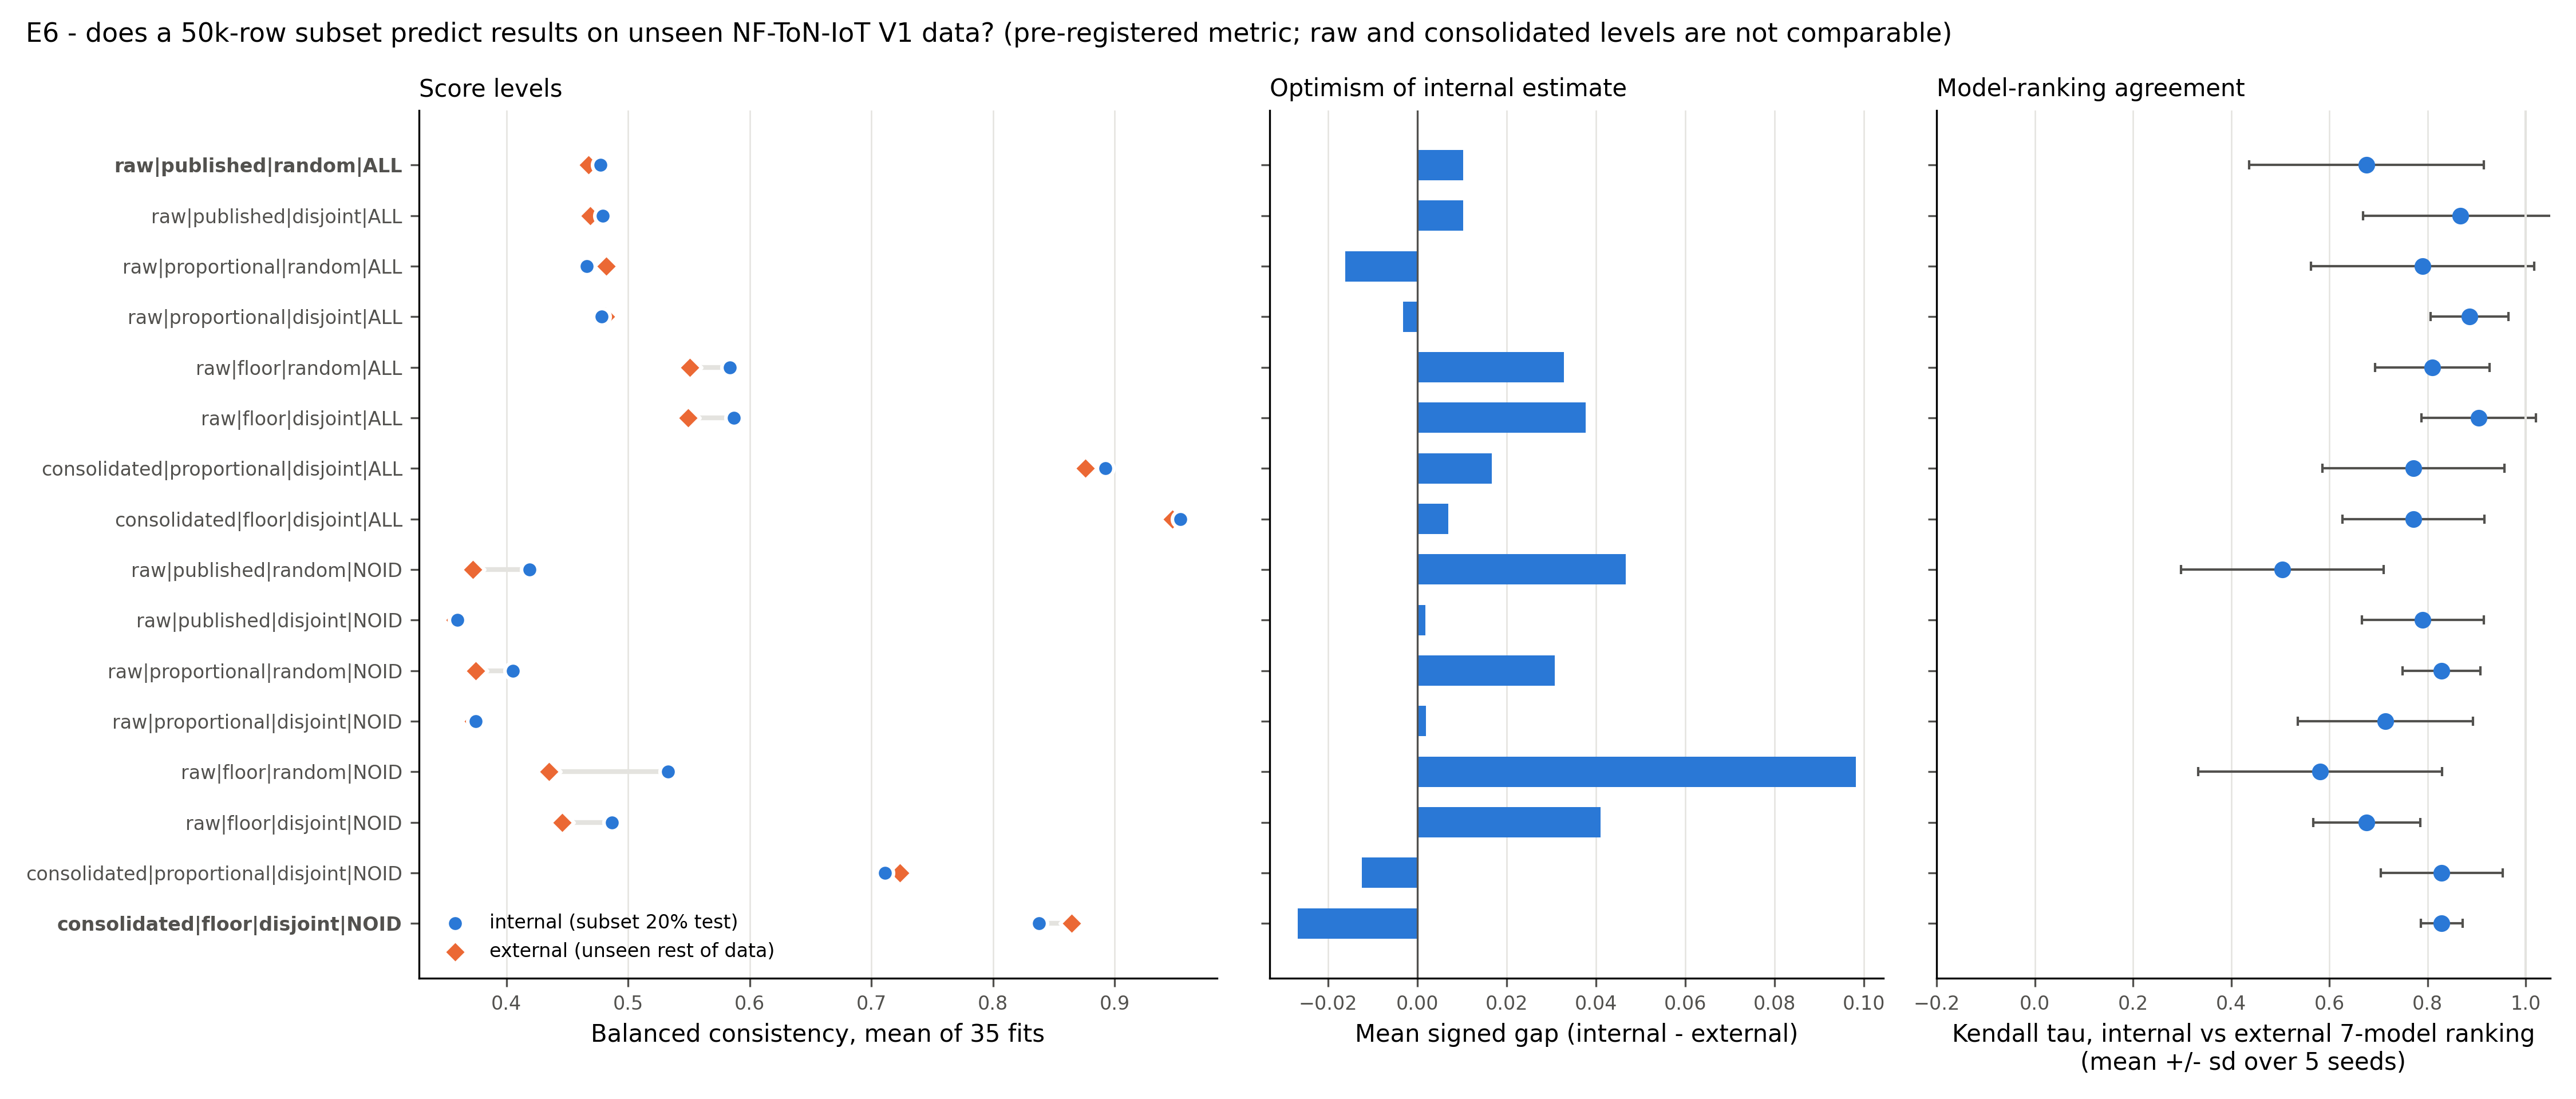 E6 - does a 50k-row subset predict results on unseen NF-ToN-IoT V1 data? (pre-registered metric; raw and consolidated levels are not comparable)
Score levels
raw|published|random|ALL
raw|published|disjoint|ALL
raw|proportional|random|ALL
raw|proportional|disjoint|ALL
raw|floor|random|ALL
raw|floor|disjoint|ALL
consolidated|proportional|disjoint|ALL
consolidated|floor|disjoint|ALL
raw|published|random|NOID
raw|published|disjoint|NOID
raw|proportional|random|NOID
raw|proportional|disjoint|NOID
raw|floor|random|NOID
raw|floor|disjoint|NOID
consolidated|proportional|disjoint|NOID
consolidated|floor|disjoint|NOID
internal (subset 20% test)
external (unseen rest of data)
0.4 0.5 0.6 0.7 0.8 0.9
Balanced consistency, mean of 35 fits
Optimism of internal estimate
−0.02 0.00 0.02 0.04 0.06 0.08 0.10
Mean signed gap (internal - external)
Model-ranking agreement
−0.2 0.0 0.2 0.4 0.6 0.8 1.0
Kendall tau, internal vs external 7-model ranking
(mean +/- sd over 5 seeds)